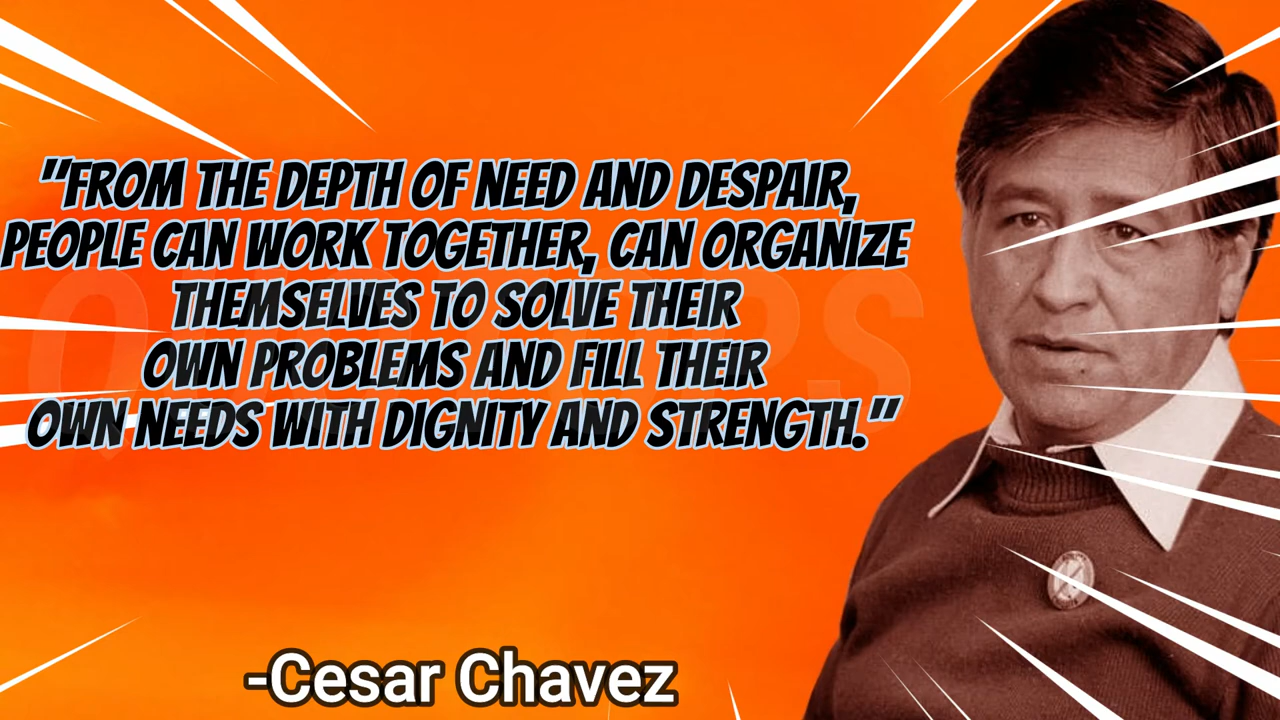 "FROM THE DEPTH OF NEED AND DESPAIR,
PEOPLE CAN WORK TOGETHER, CAN ORGANIZE
THEMSELVES TO SOLVE THEIR
OWN PROBLEMS AND FILL THEIR
OWN NEEDS WITH DIGNITY AND STRENGTH."
-Cesar Chavez